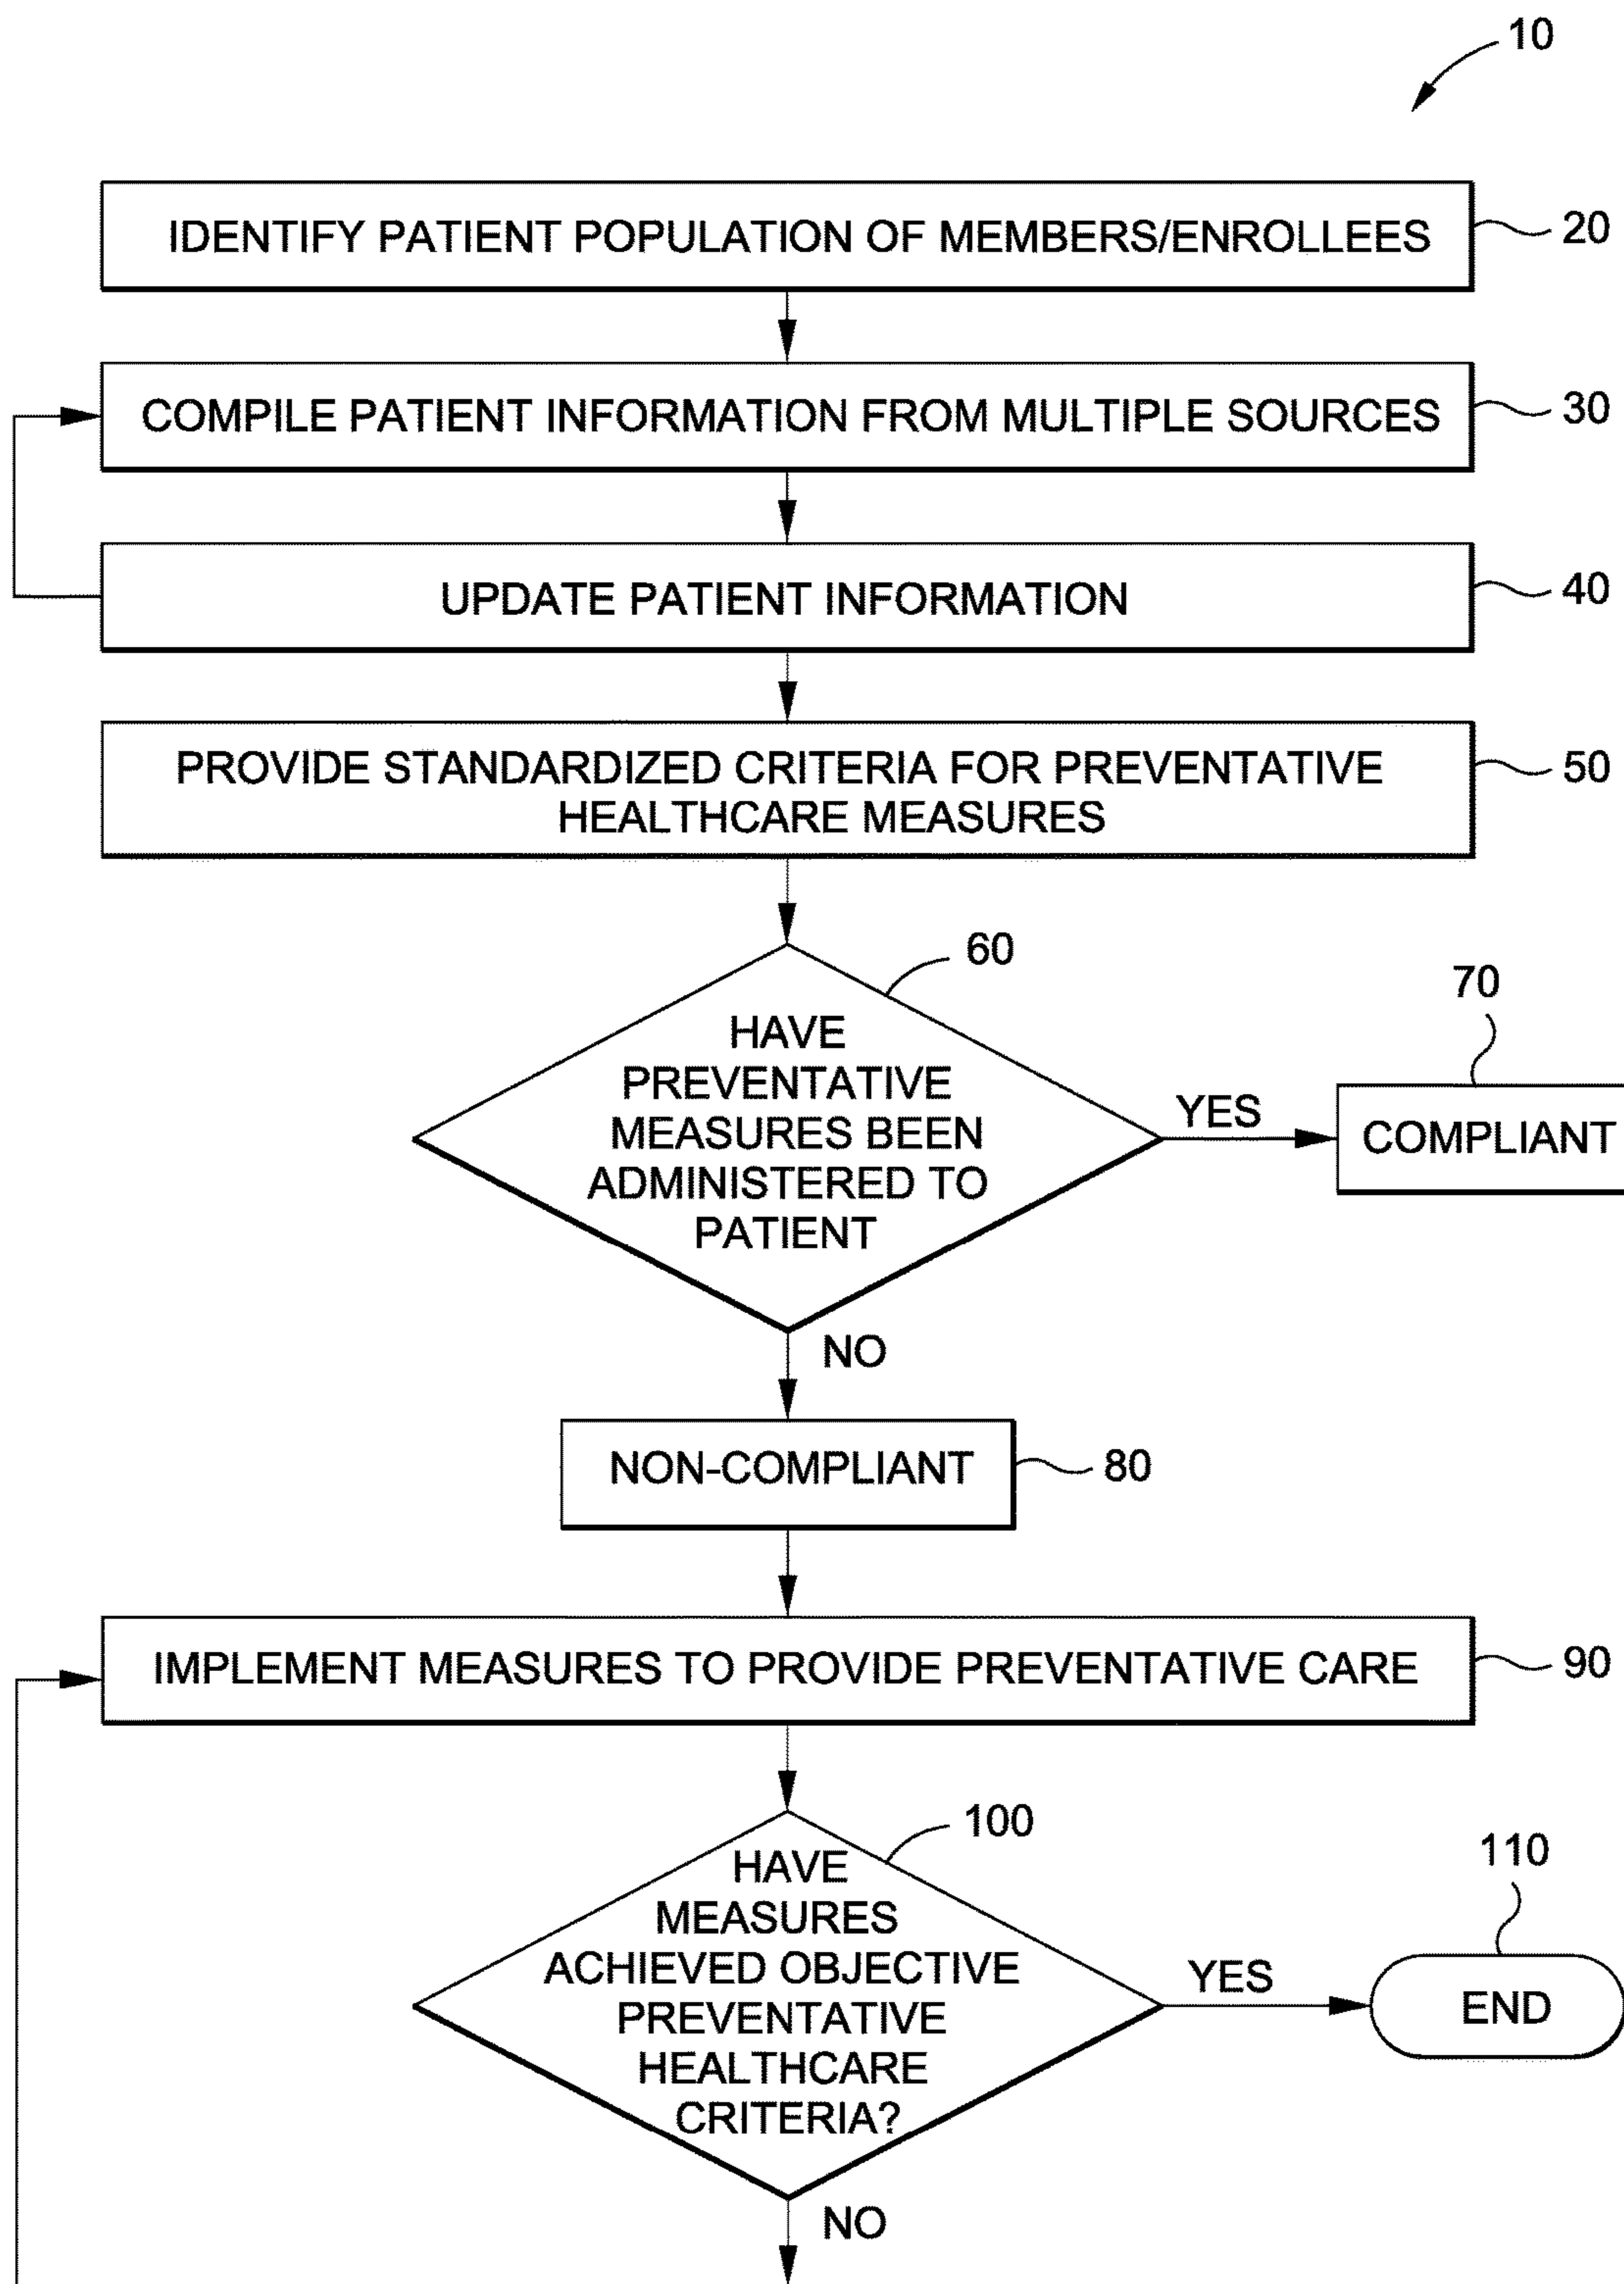 10
IDENTIFY PATIENT POPULATION OF MEMBERS/ENROLLEES
20
COMPILE PATIENT INFORMATION FROM MULTIPLE SOURCES
30
UPDATE PATIENT INFORMATION
40
PROVIDE STANDARDIZED CRITERIA FOR PREVENTATIVE
HEALTHCARE MEASURES
50
60
HAVE
PREVENTATIVE
MEASURES BEEN
ADMINISTERED TO
PATIENT
YES
70
COMPLIANT
NO
NON-COMPLIANT
80
IMPLEMENT MEASURES TO PROVIDE PREVENTATIVE CARE
90
100
HAVE
MEASURES
ACHIEVED OBJECTIVE
PREVENTATIVE
HEALTHCARE
CRITERIA?
YES
110
END
NO